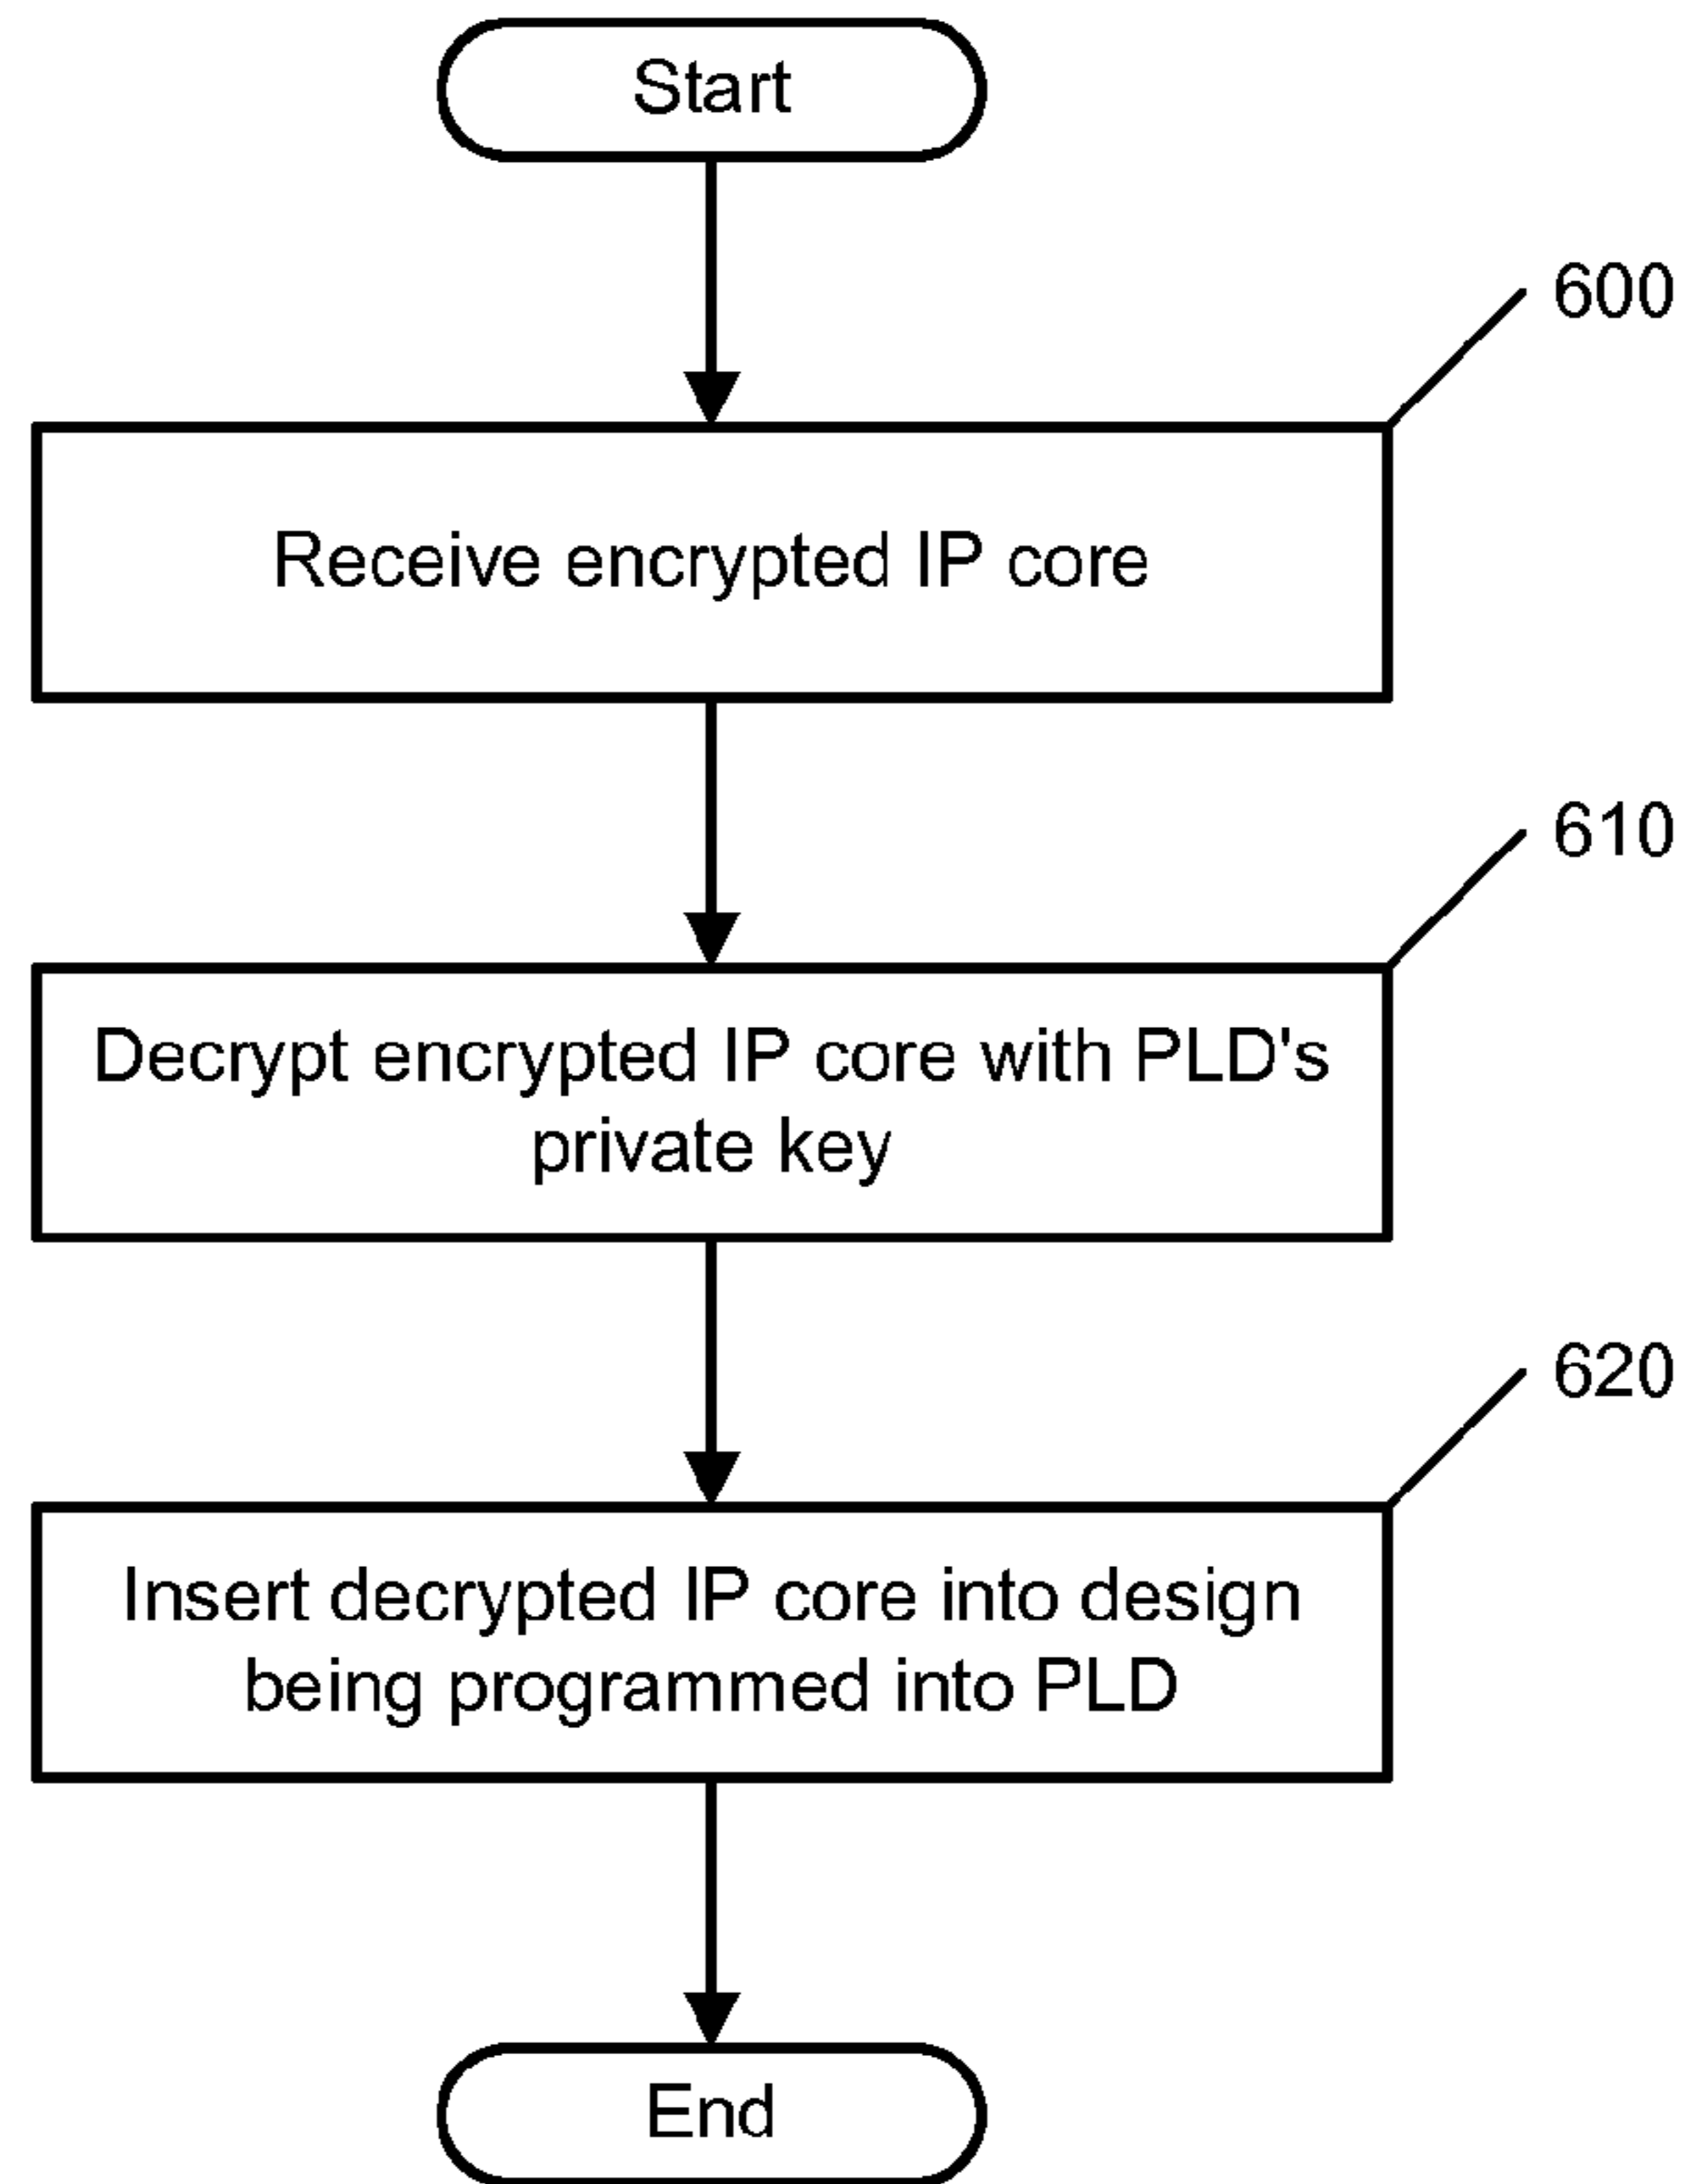 Start
600
Receive encrypted IP core
610
Decrypt encrypted IP core with PLD's
private key
620
Insert decrypted IP core into design
being programmed into PLD
End